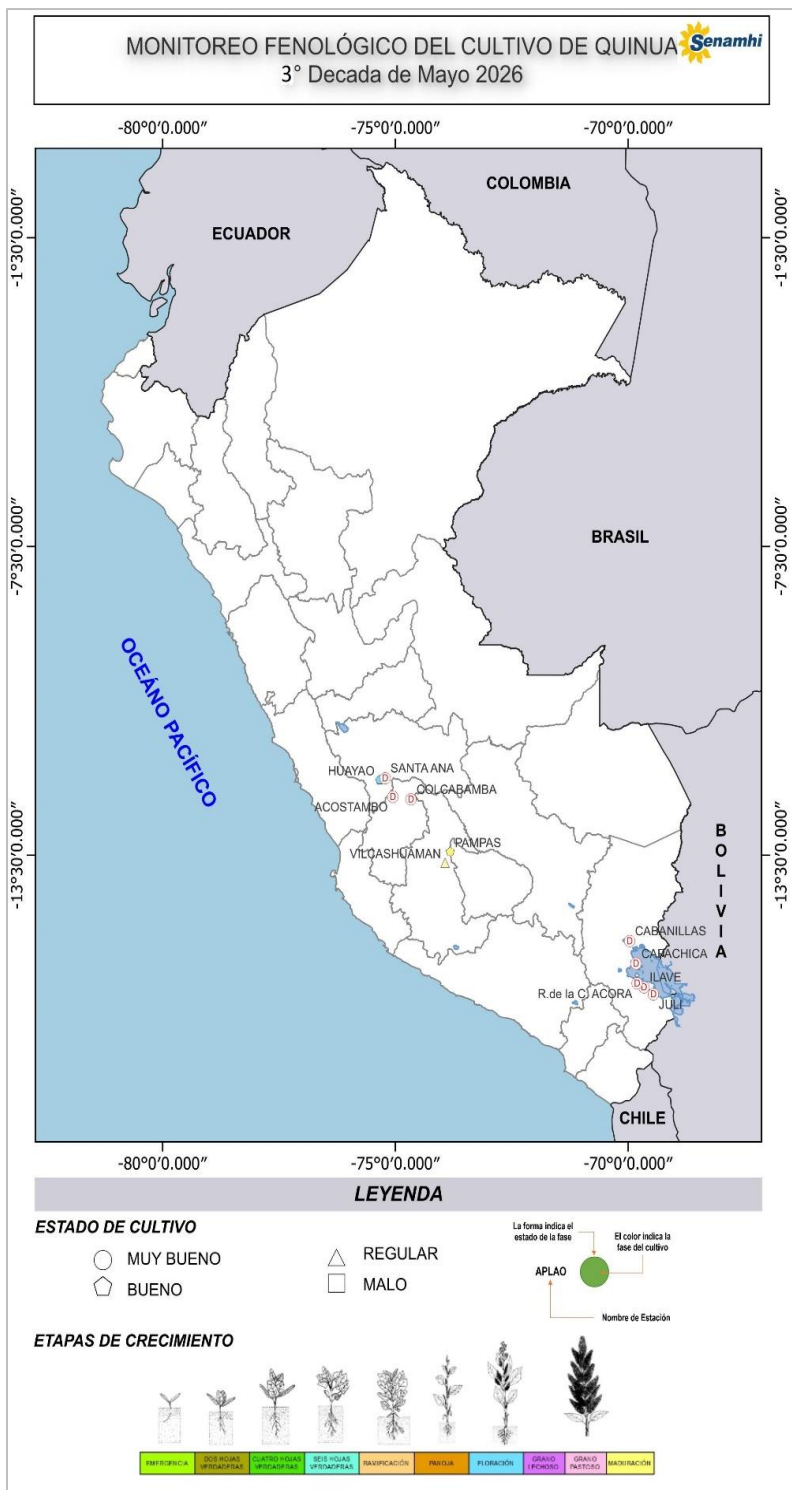 MONITOREO FENOLÓGICO DEL CULTIVO DE QUINUA
Senamhi
3° Decada de Mayo 2026
-80°0'0.000" -75°0'0.000" -70°0'0.000"
COLOMBIA
ECUADOR
-1°30'0.000" -1°30'0.000"
BRASIL
-7°30'0.000" -7°30'0.000"
OCEÁNO PACÍFICO
HUAYAO D SANTA ANA
ACOSTAMBO D D COLCABAMBA
VILCASHUAMAN PAMPAS
-13°30'0.000" -13°30'0.000"
BOLIVIA
D CABANILLAS
D CAPACHICA
ILAVE
R.de la C. ACORA D D D
JULI
CHILE
-80°0'0.000" -75°0'0.000" -70°0'0.000"
LEYENDA
ESTADO DE CULTIVO
MUY BUENO
BUENO
REGULAR
MALO
La forma indica el
estado de la fase
El color indica la
fase del cultivo
APLAO
Nombre de Estación
ETAPAS DE CRECIMIENTO
EMERGENCIA
DOS HOJAS
VERDADERAS
CUATRO HOJAS
VERDADERAS
SEIS HOJAS
VERDADERAS
RAMIFICACIÓN
PANOJA
FLORACIÓN
GRANO
LECHOSO
GRANO
PASTOSO
MADURACIÓN